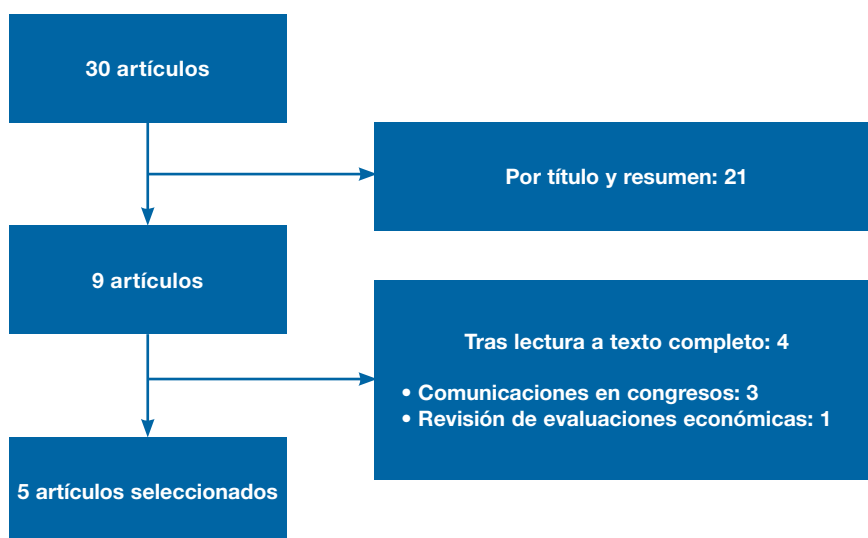 30 artículos
Por título y resumen: 21
9 artículos
Tras lectura a texto completo: 4
• Comunicaciones en congresos: 3
• Revisión de evaluaciones económicas: 1
5 artículos seleccionados